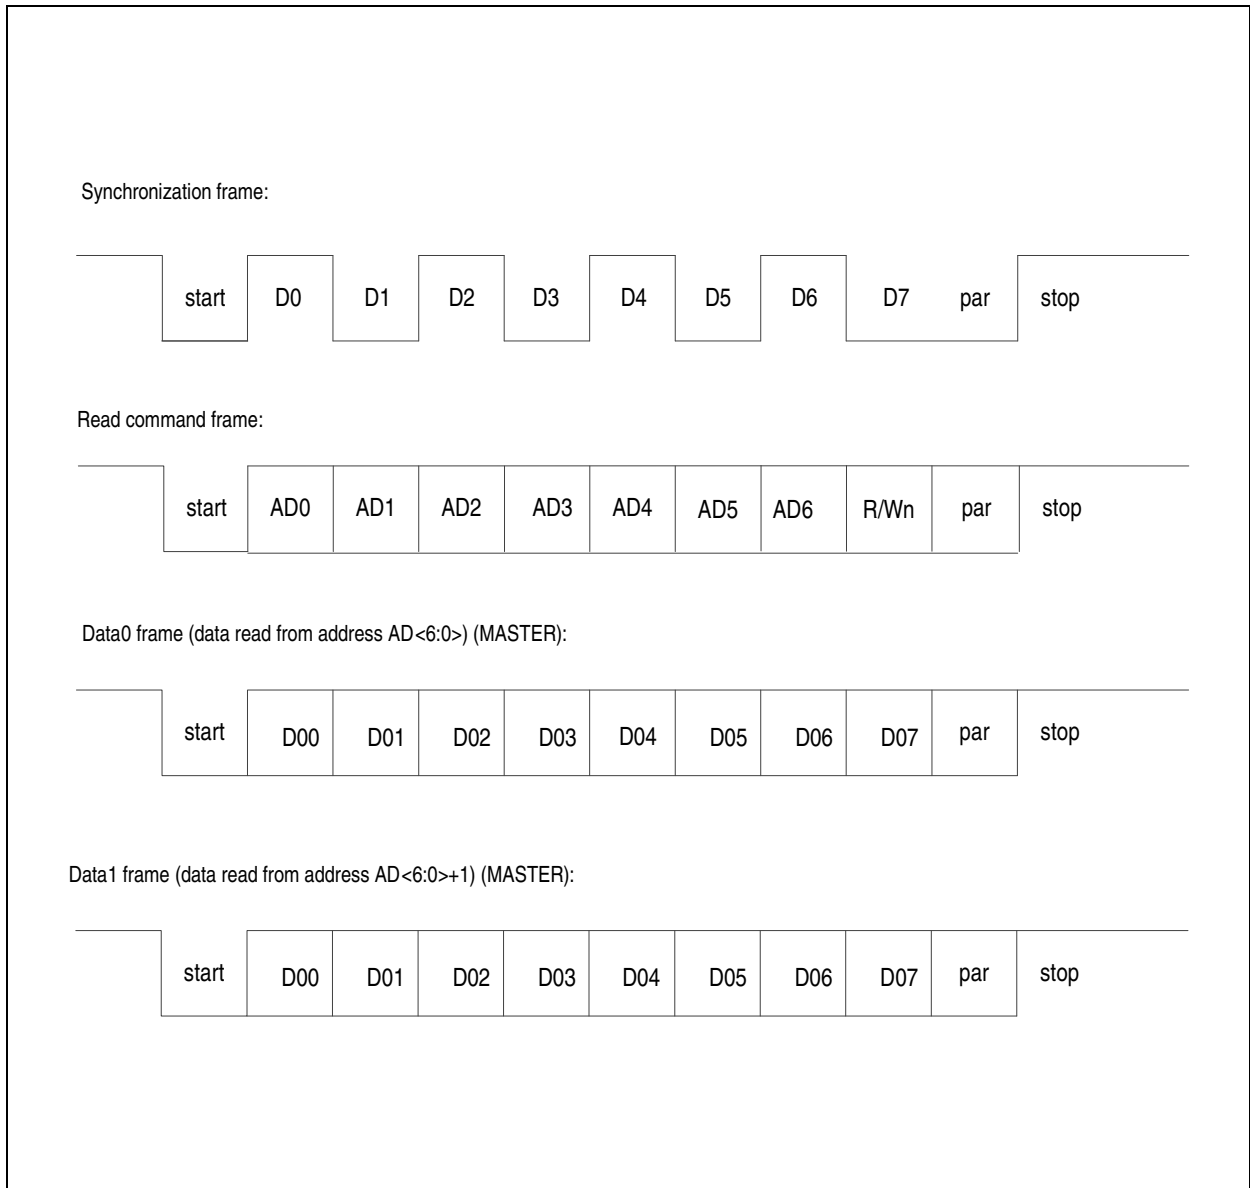 Synchronization frame:
start D0 D1 D2 D3 D4 D5 D6 D7 par stop
Read command frame:
start AD0 AD1 AD2 AD3 AD4 AD5 AD6 R/Wn par stop
Data0 frame (data read from address AD<6:0>) (MASTER):
start D00 D01 D02 D03 D04 D05 D06 D07 par stop
Data1 frame (data read from address AD<6:0>+1) (MASTER):
start D00 D01 D02 D03 D04 D05 D06 D07 par stop